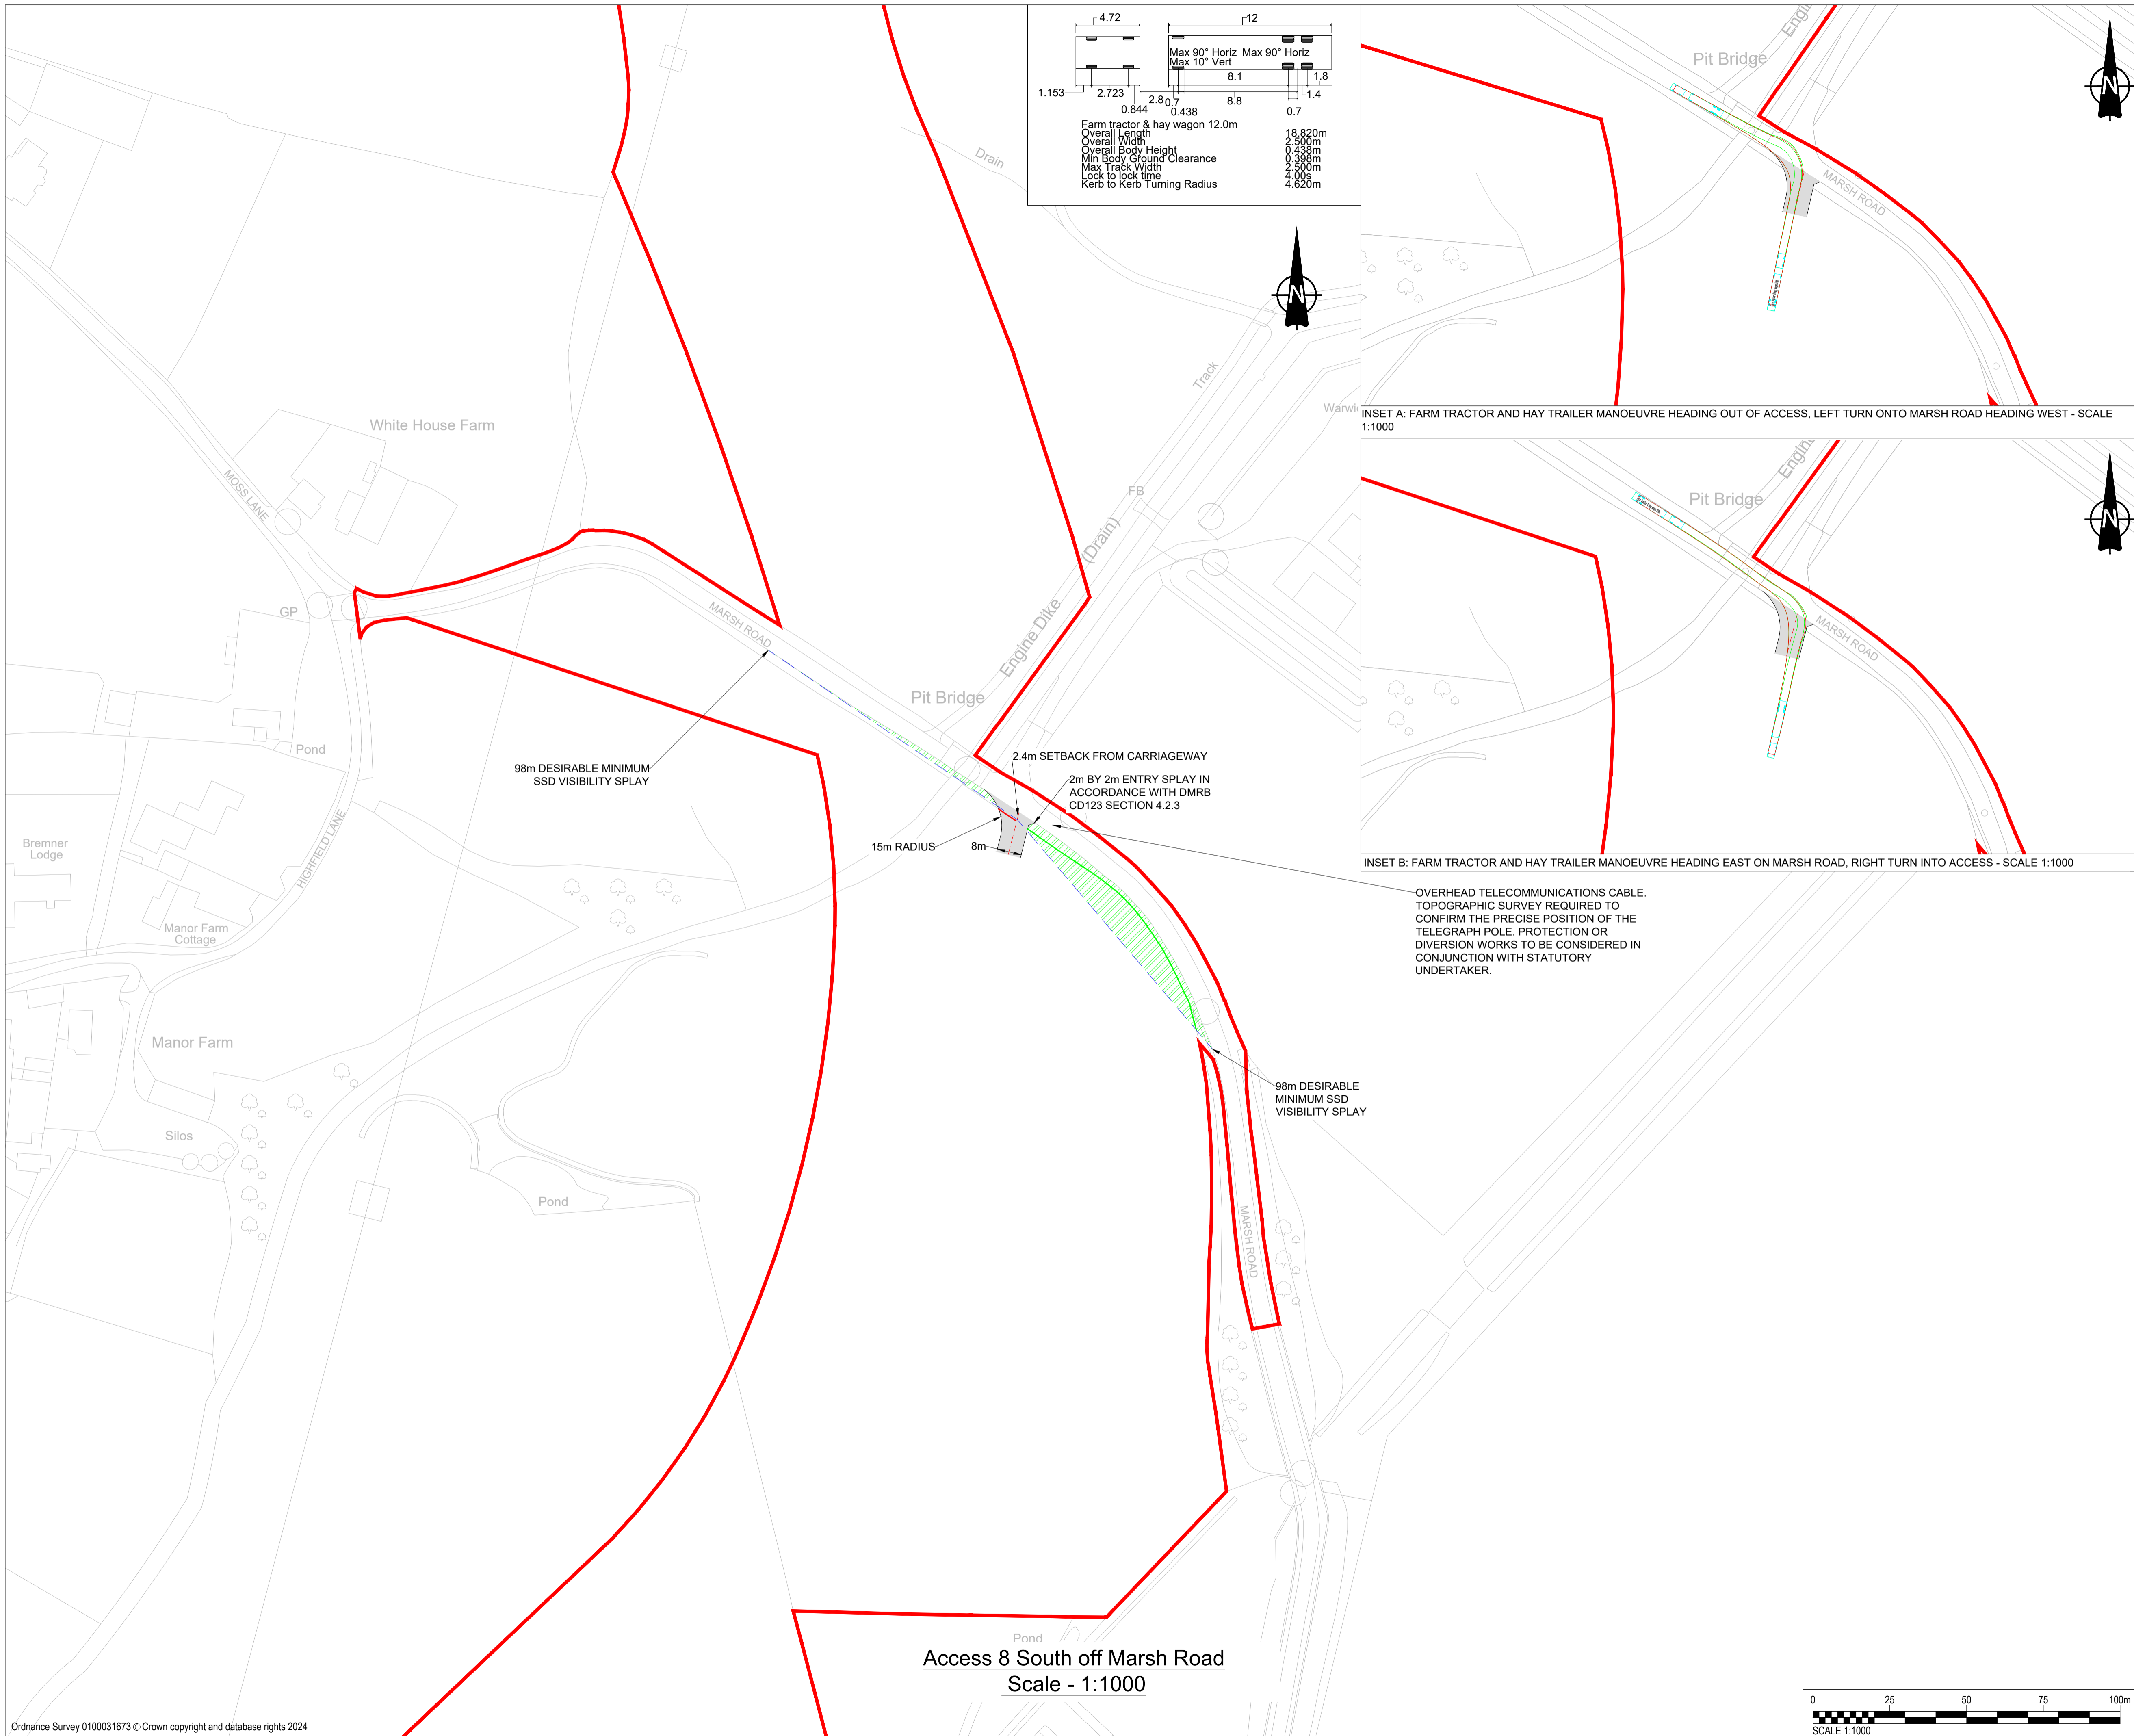 4.72
12
Max 90° Horiz Max 90° Horiz
Max 10° Vert
8.1
1.8
1.153
2.723
0.844
2.8
0.7
0.438
8.8
1.4
0.7
Farm tractor & hay wagon 12.0m
Overall Length 18.820m
Overall Width 2.500m
Overall Body Height 0.438m
Min Body Ground Clearance 0.398m
Max Track Width 2.500m
Lock to lock time 4.00s
Kerb to Kerb Turning Radius 4.620m
Pit Bridge
MARSH ROAD
N
INSET A: FARM TRACTOR AND HAY TRAILER MANOEUVRE HEADING OUT OF ACCESS, LEFT TURN ONTO MARSH ROAD HEADING WEST - SCALE
1:1000
Pit Bridge
MARSH ROAD
N
INSET B: FARM TRACTOR AND HAY TRAILER MANOEUVRE HEADING EAST ON MARSH ROAD, RIGHT TURN INTO ACCESS - SCALE 1:1000
Drain
N
Track
White House Farm
MOSS LANE
FB
(Drain)
Engine Dike
GP
MARSH ROAD
Pit Bridge
Pond
98m DESIRABLE MINIMUM
SSD VISIBILITY SPLAY
2.4m SETBACK FROM CARRIAGEWAY
2m BY 2m ENTRY SPLAY IN
ACCORDANCE WITH DMRB
CD123 SECTION 4.2.3
15m RADIUS
8m
Bremner
Lodge
HIGHFIELD LANE
OVERHEAD TELECOMMUNICATIONS CABLE.
TOPOGRAPHIC SURVEY REQUIRED TO
CONFIRM THE PRECISE POSITION OF THE
TELEGRAPH POLE. PROTECTION OR
DIVERSION WORKS TO BE CONSIDERED IN
CONJUNCTION WITH STATUTORY
UNDERTAKER.
Manor Farm
Cottage
Manor Farm
98m DESIRABLE
MINIMUM SSD
VISIBILITY SPLAY
Silos
Pond
MARSH ROAD
Pond
Access 8 South off Marsh Road
Scale - 1:1000
0 25 50 75 100m
SCALE 1:1000
Ordnance Survey 0100031673 © Crown copyright and database rights 2024